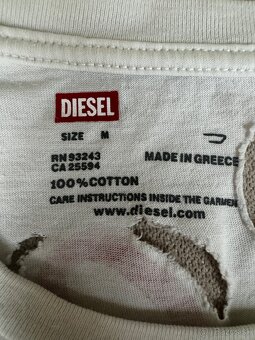 DIESEL
SIZE M
RN 93243
CA 25594
MADE IN GREECE
100% COTTON
CARE INSTRUCTIONS INSIDE THE GARMEN
www.diesel.com